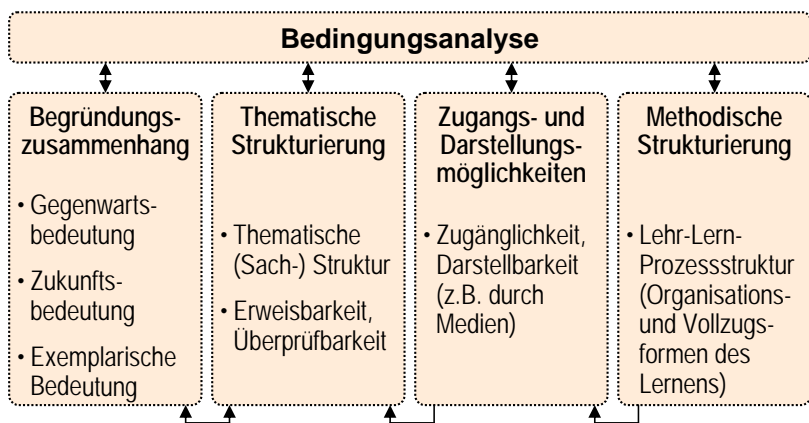 Bedingungsanalyse
Begründungs-
zusammenhang
• Gegenwarts-
bedeutung
• Zukunfts-
bedeutung
• Exemplarische
Bedeutung
Thematische
Strukturierung
• Thematische
(Sach-) Struktur
• Erweisbarkeit,
Überprüfbarkeit
Zugangs- und
Darstellungs-
möglichkeiten
• Zugänglichkeit,
Darstellbarkeit
(z.B. durch
Medien)
Methodische
Strukturierung
• Lehr-Lern-
Prozessstruktur
(Organisations-
und Vollzugs-
formen des
Lernens)